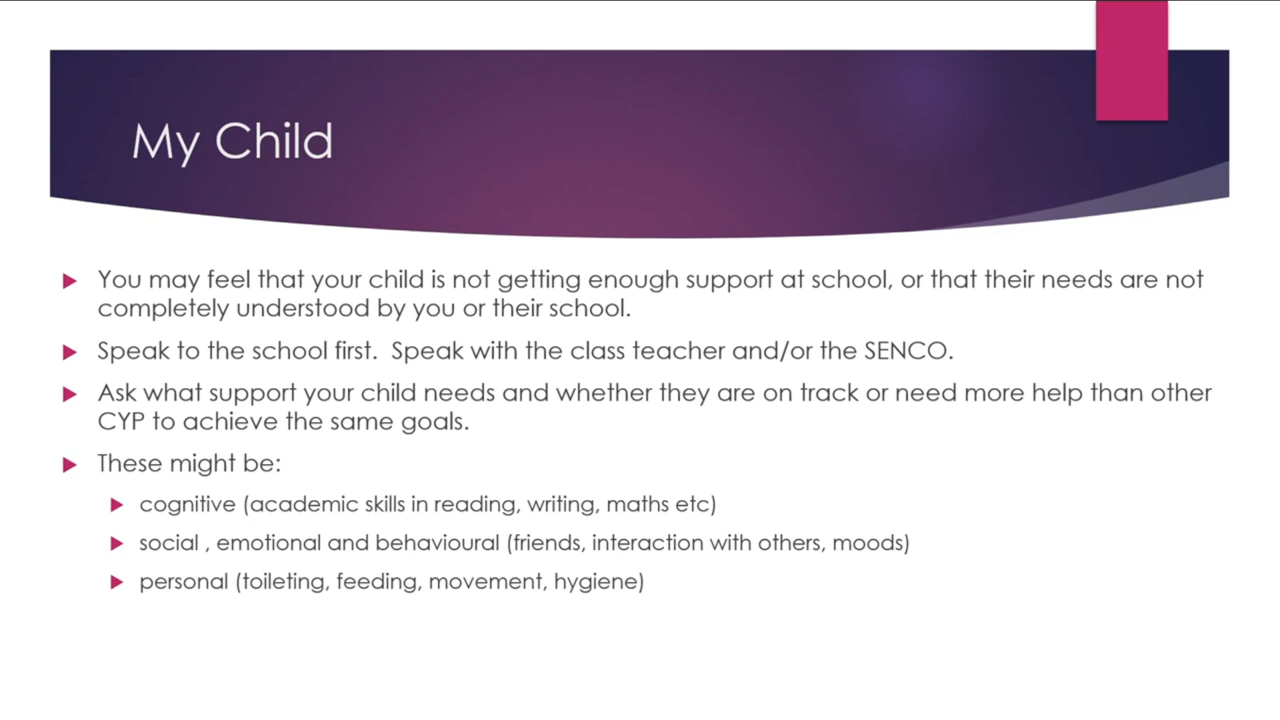 My Child
You may feel that your child is not getting enough support at school, or that their needs are not
completely understood by you or their school.
Speak to the school first.  Speak with the class teacher and/or the SENCO.
Ask what support your child needs and whether they are on track or need more help than other
CYP to achieve the same goals.
These might be:
cognitive (academic skills in reading, writing, maths etc)
social , emotional and behavioural (friends, interaction with others, moods)
personal (toileting, feeding, movement, hygiene)